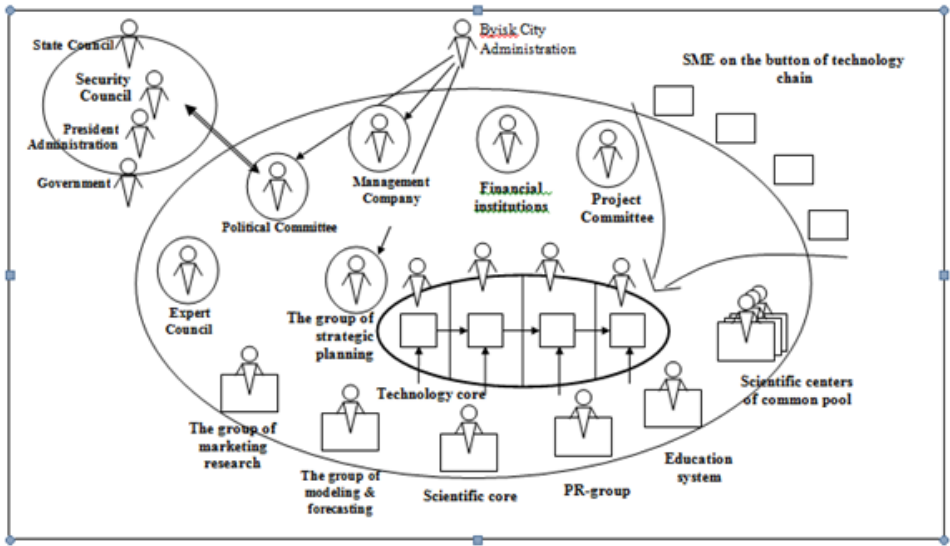 State Council
Byisk City
Administration
SME on the button of technology
chain
Security
Council
President
Administration
Government
Management
Company
Financial
institutions
Project
Committee
Political Committee
Expert
Council
The group of
strategic
planning
Technology core
Scientific centers
of common pool
The group of
marketing
research
The group of
modeling &
forecasting
Scientific core
PR-group
Education
system